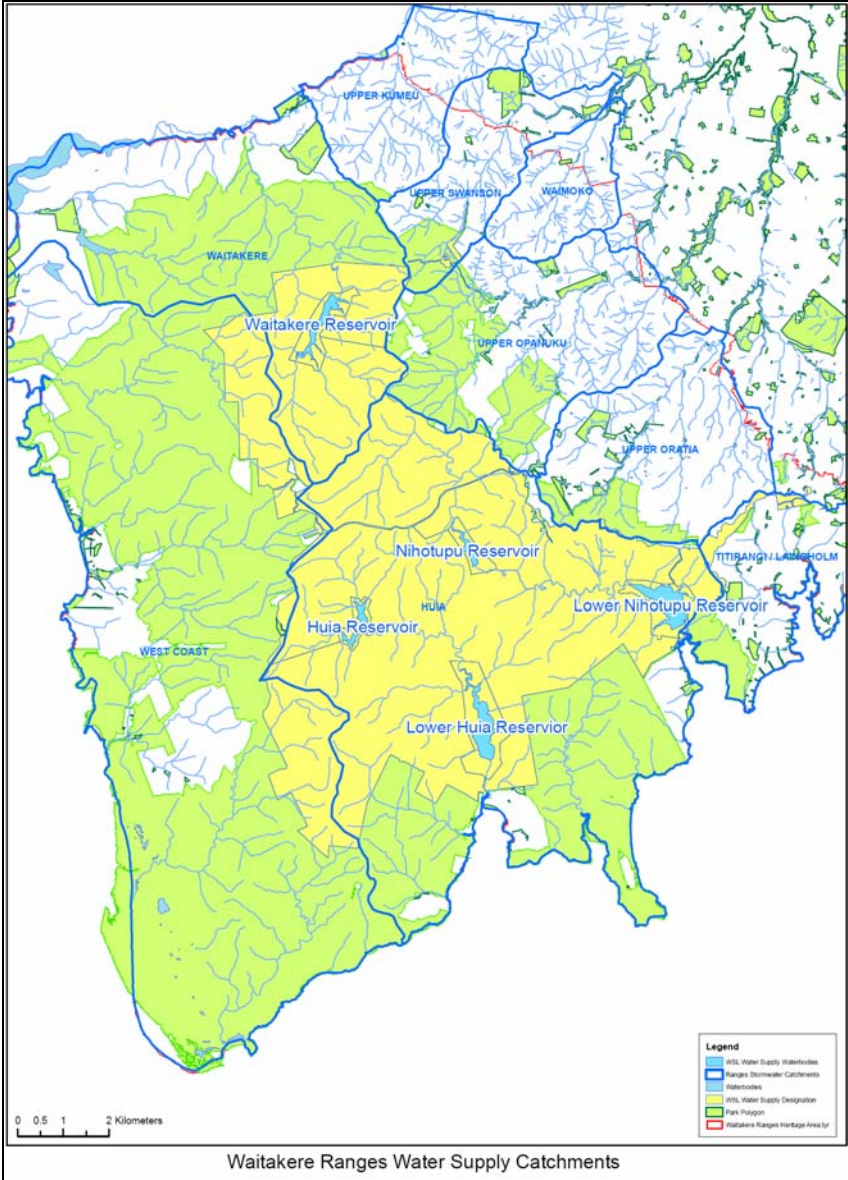 UPPER KUMEU
UPPER SWANSON
WAIMOKO
WAITAKERE
Waitakere Reservoir
UPPER OPANUKU
UPPER ORATIA
Nihotupu Reservoir
TITIRANGI / LAINGHOLM
HUIA
Lower Nihotupu Reservoir
Huia Reservoir
WEST COAST
Lower Huia Reservior
Legend
WSL Water Supply Waterbodies
Ranges Stormwater Catchments
Waterbodies
WSL Water Supply Designation
Park Polygon
Waitakere Ranges Heritage Area lyr
0 0.5 1 2 Kilometers
Waitakere Ranges Water Supply Catchments